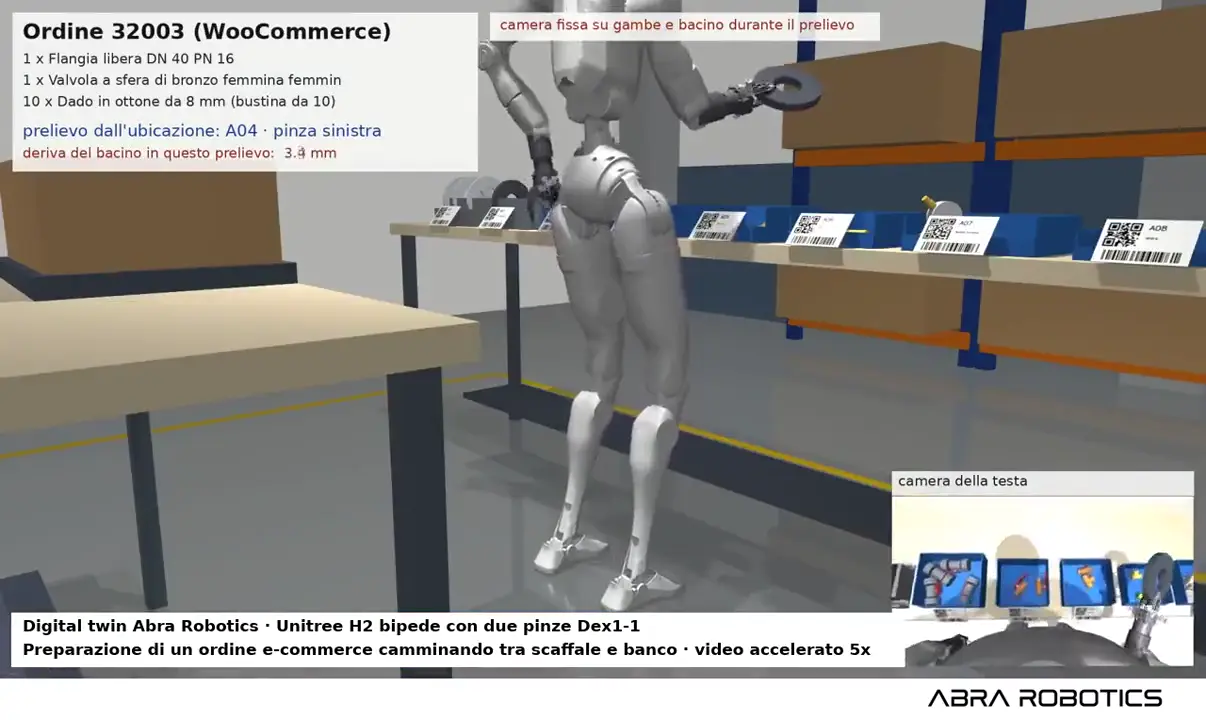 Ordine 32003 (WooCommerce)
1 x Flangia libera DN 40 PN 16
1 x Valvola a sfera di bronzo femmina femmin
10 x Dado in ottone da 8 mm (bustina da 10)
prelievo dall'ubicazione: A04 · pinza sinistra
deriva del bacino in questo prelievo: mm
camera fissa su gambe e bacino durante il prelievo
A07
A08
camera della testa
Digital twin Abra Robotics · Unitree H2 bipede con due pinze Dex1-1
Preparazione di un ordine e-commerce camminando tra scaffale e banco · video accelerato 5x
ABRA ROBOTICS